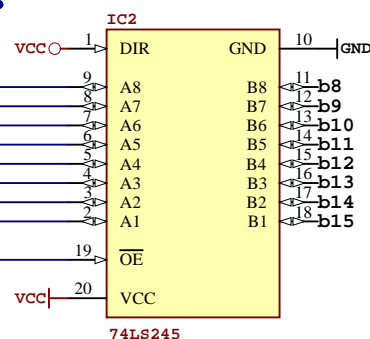 IC2
VCC 1 DIR GND 10 GND
9 A8 B8 11 b8
8 A7 B7 12 b9
7 A6 B6 13 b10
6 A5 B5 14 b11
5 A4 B4 15 b12
4 A3 B3 16 b13
3 A2 B2 17 b14
2 A1 B1 18 b15
19 OE
VCC 20 VCC
74LS245